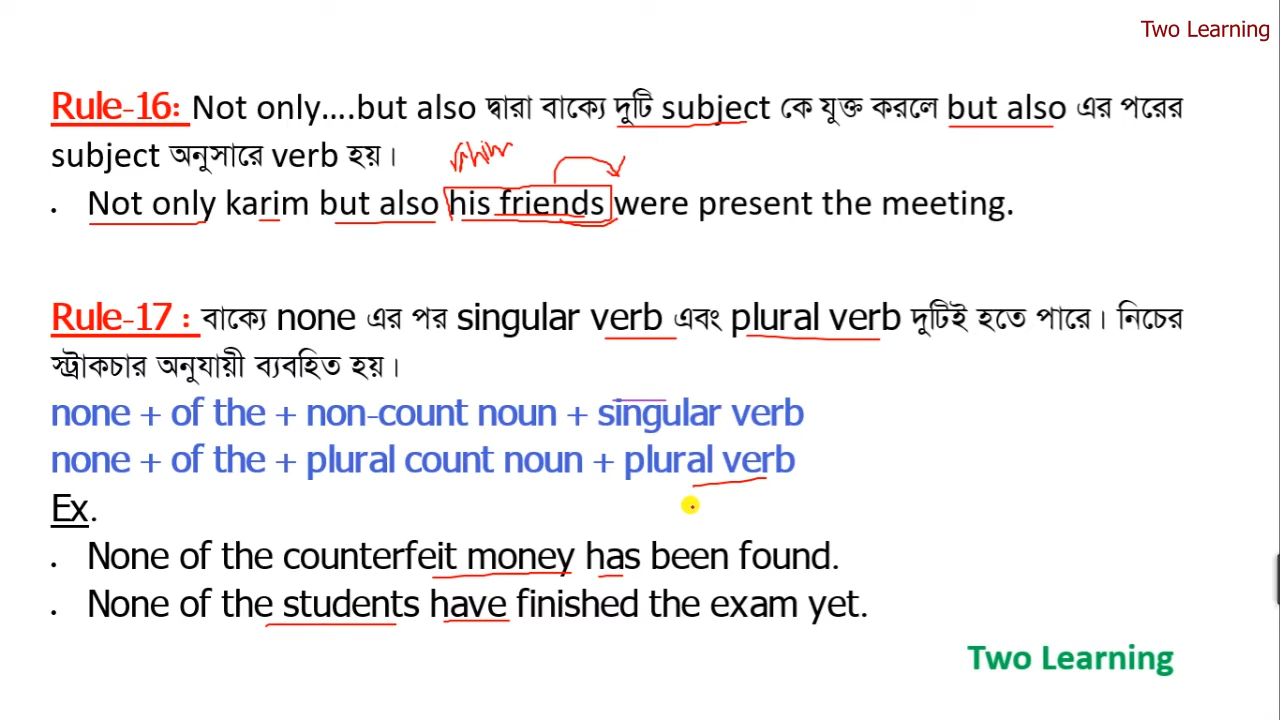 Two Learning
Rule-16: Not only....but also দ্বারা বাক্যে দুটি subject কে যুক্ত করলে but also এর পরের
subject অনুসারে verb হয়।
• Not only karim but also his friends were present the meeting.
Rule-17 : বাক্যে none এর পর singular verb এবং plural verb দুটিই হতে পারে। নিচের
স্ট্রাকচার অনুযায়ী ব্যবহিত হয়।
none + of the + non-count noun + singular verb
none + of the + plural count noun + plural verb
Ex.
• None of the counterfeit money has been found.
• None of the students have finished the exam yet.
Two Learning